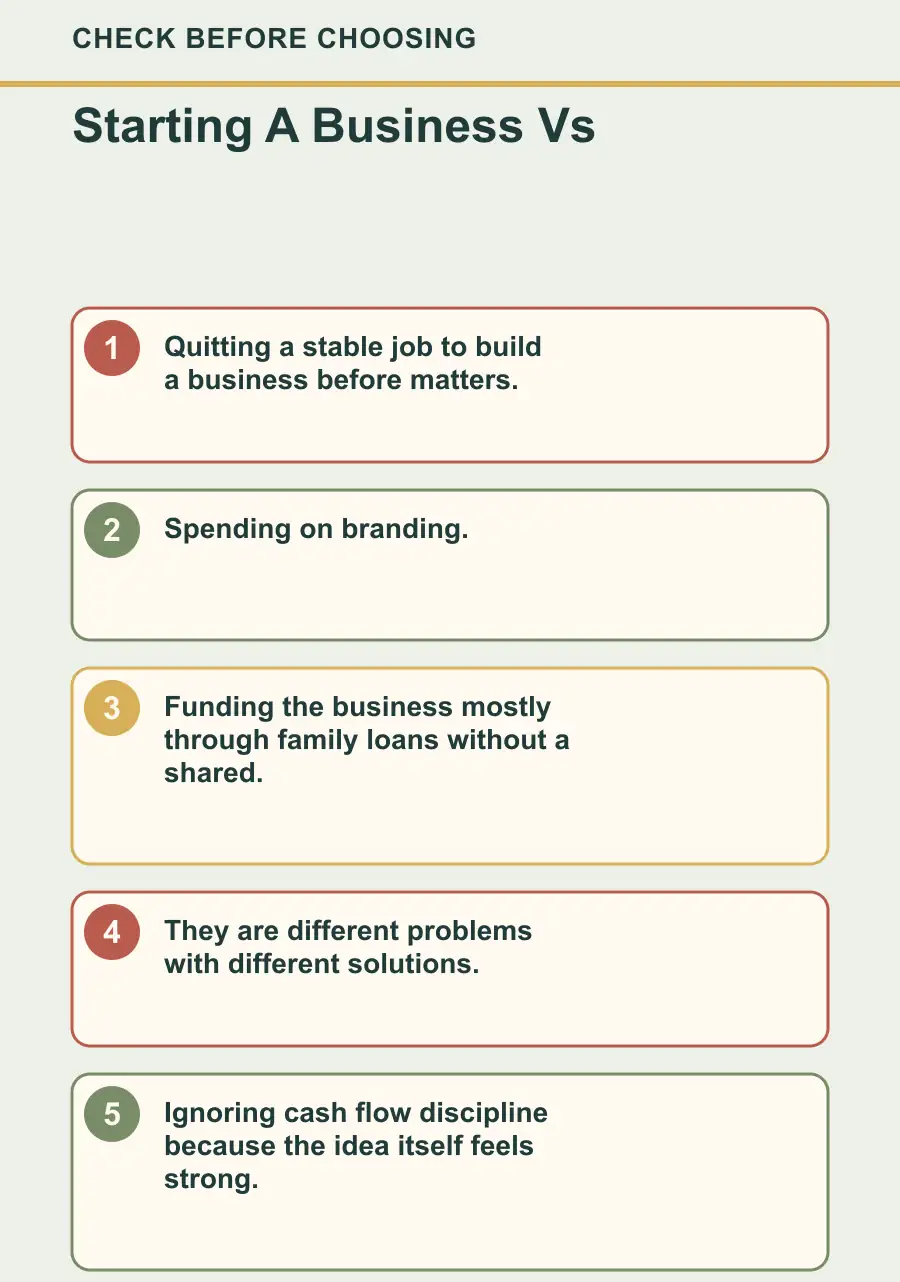 CHECK BEFORE CHOOSING
Starting A Business Vs
1
Quitting a stable job to build
a business before matters.
2
Spending on branding.
3
Funding the business mostly
through family loans without a
shared.
4
They are different problems
with different solutions.
5
Ignoring cash flow discipline
because the idea itself feels
strong.